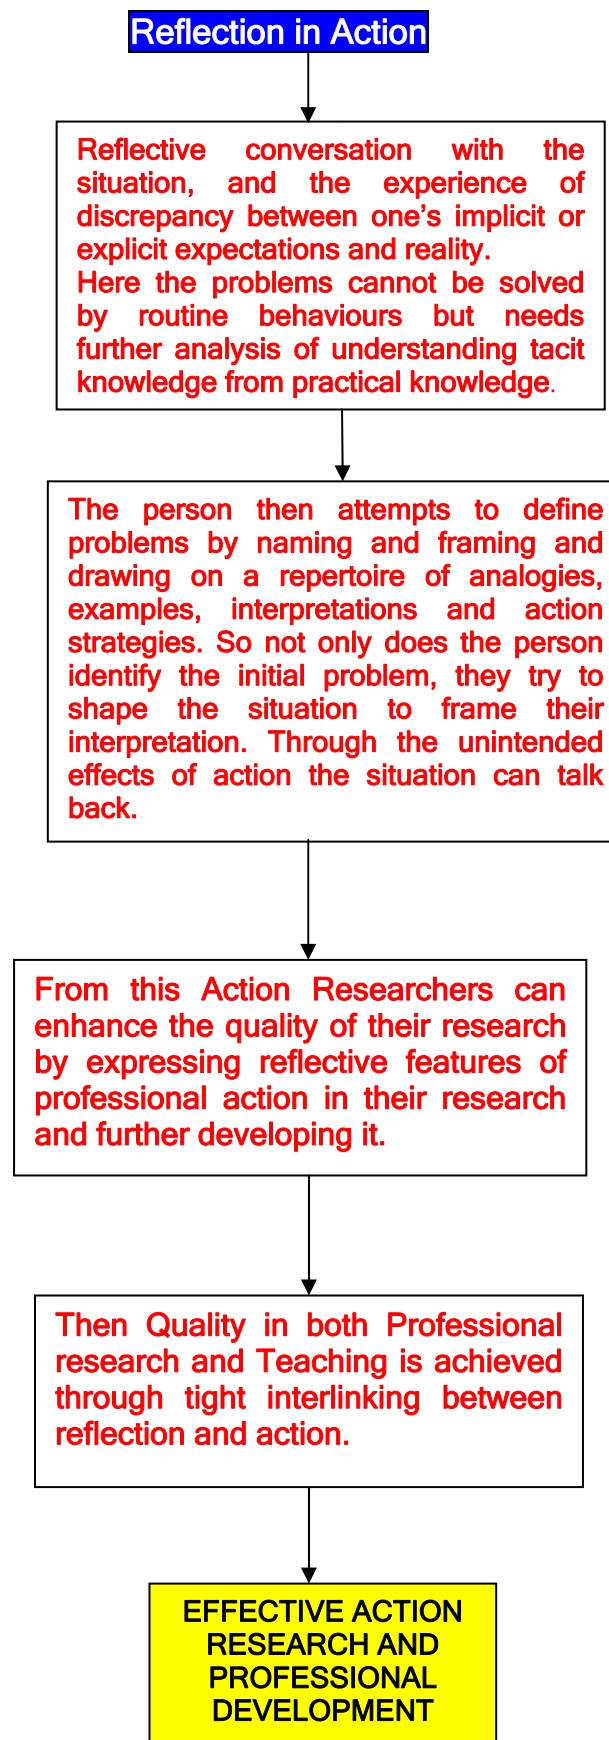 Reflection in Action
Reflective conversation with the
situation, and the experience of
discrepancy between one’s implicit or
explicit expectations and reality.
Here the problems cannot be solved
by routine behaviours but needs
further analysis of understanding tacit
knowledge from practical knowledge.
The person then attempts to define
problems by naming and framing and
drawing on a repertoire of analogies,
examples, interpretations and action
strategies. So not only does the person
identify the initial problem, they try to
shape the situation to frame their
interpretation. Through the unintended
effects of action the situation can talk
back.
From this Action Researchers can
enhance the quality of their research
by expressing reflective features of
professional action in their research
and further developing it.
Then Quality in both Professional
research and Teaching is achieved
through tight interlinking between
reflection and action.
EFFECTIVE ACTION
RESEARCH AND
PROFESSIONAL
DEVELOPMENT